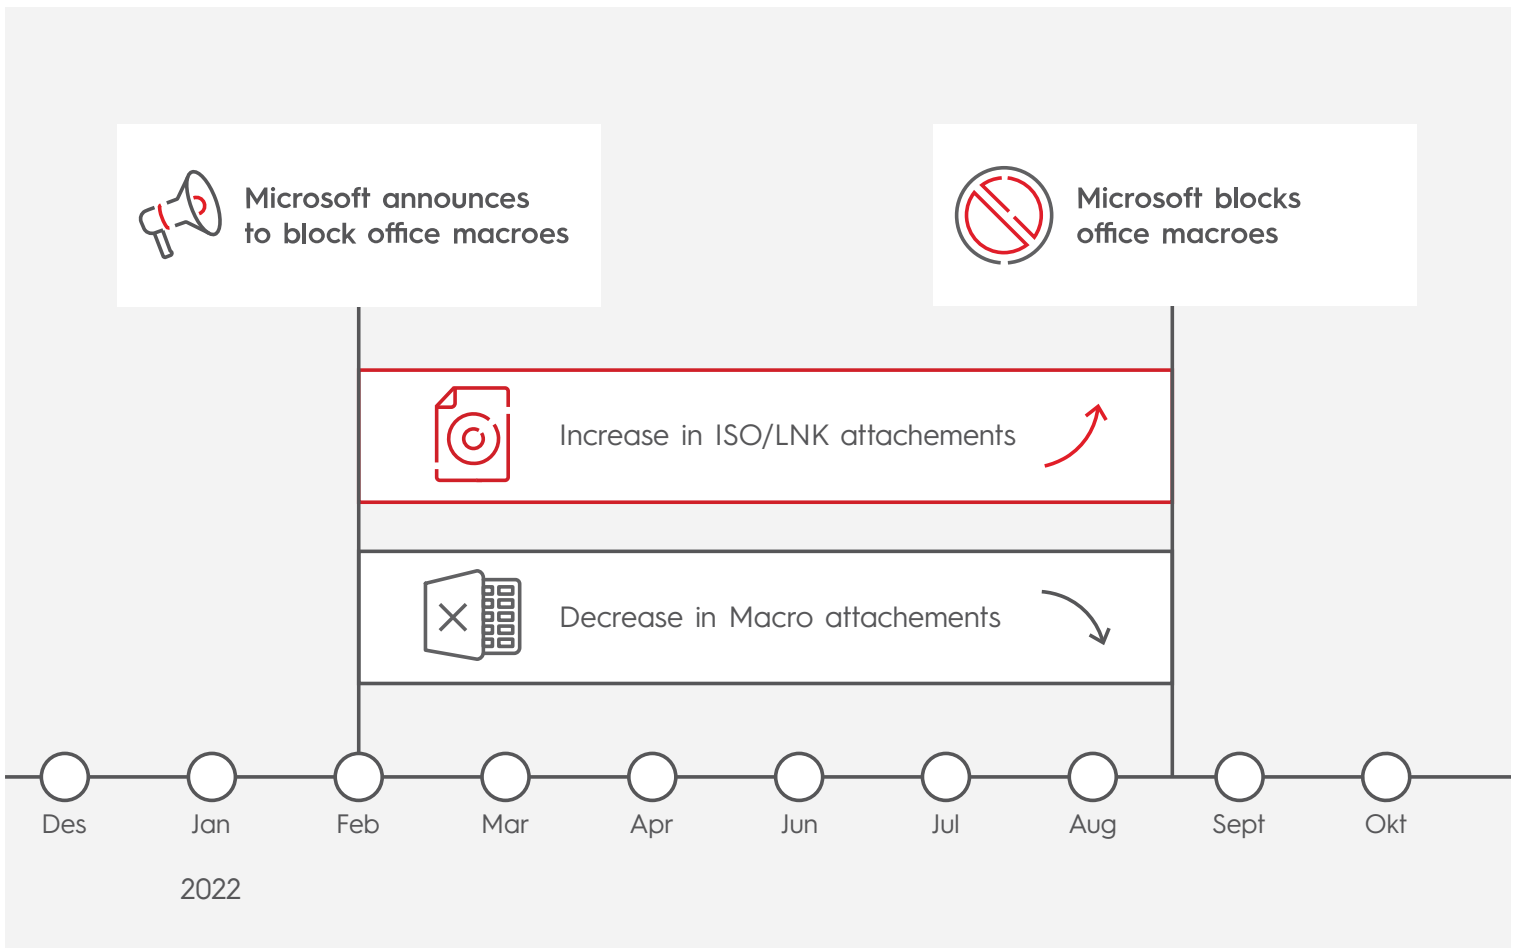 Microsoft announces
to block office macroes
Microsoft blocks
office macroes
Increase in ISO/LNK attachements
Decrease in Macro attachements
Des
Jan
Feb
Mar
Apr
Jun
Jul
Aug
Sept
Okt
2022